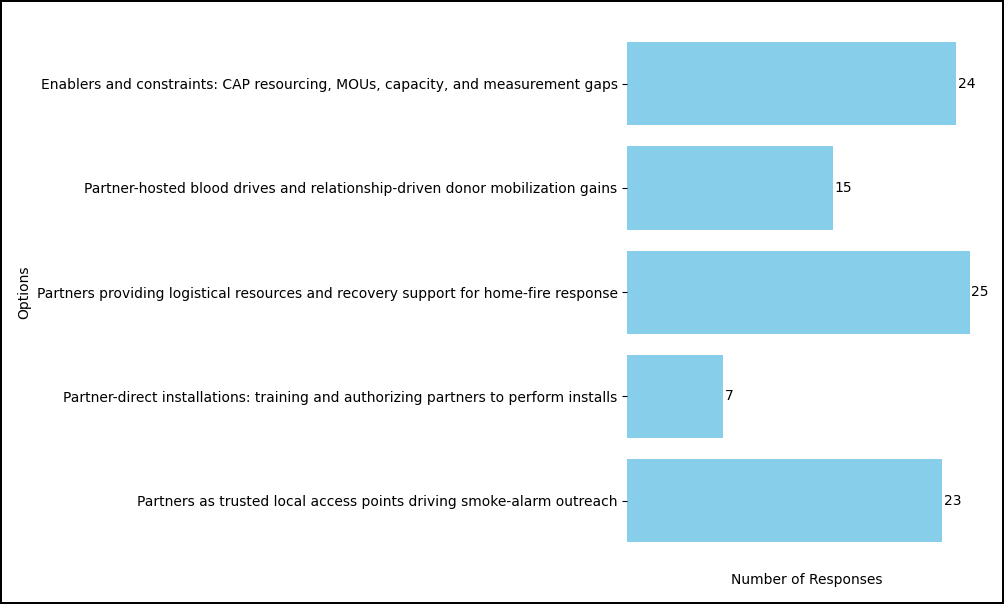 Enablers and constraints: CAP resourcing, MOUs, capacity, and measurement gaps
24
Partner-hosted blood drives and relationship-driven donor mobilization gains
15
Options
Partners providing logistical resources and recovery support for home-fire response
25
Partner-direct installations: training and authorizing partners to perform installs
7
Partners as trusted local access points driving smoke-alarm outreach
23
Number of Responses